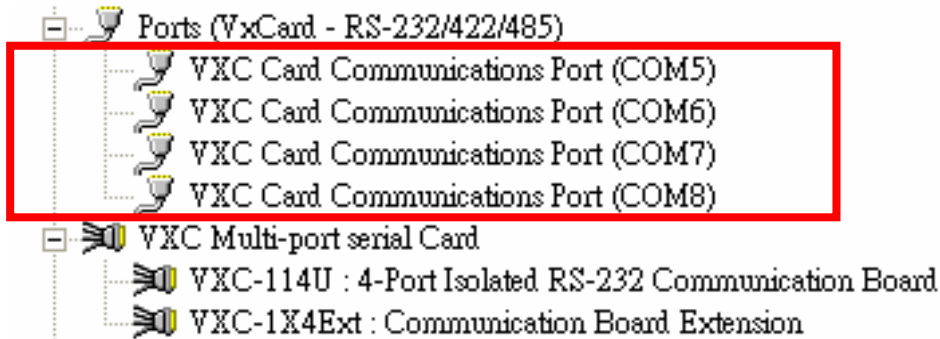 Ports (VxCard - RS-232/422/485)
VXC Card Communications Port (COM5)
VXC Card Communications Port (COM6)
VXC Card Communications Port (COM7)
VXC Card Communications Port (COM8)
VXC Multi-port serial Card
VXC-114U : 4-Port Isolated RS-232 Communication Board
VXC-1X4Ext : Communication Board Extension